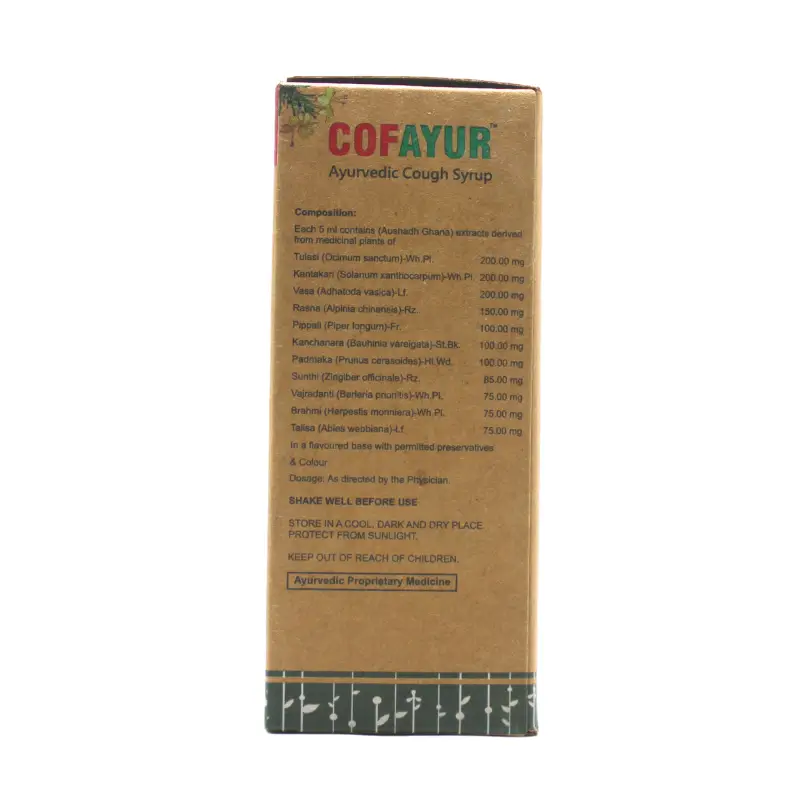 COFAYUR™
Ayurvedic Cough Syrup
Composition:
Each 5 ml contains (Aushadh Ghana) extracts derived
from medicinal plants of
Tulasi (Ocimum sanctum)-Wh.Pl. 200.00 mg
Kantakari (Solanum xanthocarpum)-Wh.Pl. 200.00 mg
Vasa (Adhatoda vasica)-Lf. 200.00 mg
Rasna (Alpinia chinensis)-Rz. 150.00 mg
Pippali (Piper longum)-Fr. 100.00 mg
Kanchanara (Bauhinia vareigata)-St.Bk. 100.00 mg
Padmaka (Prunus cerasoides)-Ht.Wd. 100.00 mg
Sunthi (Zingiber officinale)-Rz. 85.00 mg
Vajradanti (Barleria prionitis)-Wh.Pl. 75.00 mg
Brahmi (Herpestis monniera)-Wh.Pl. 75.00 mg
Talisa (Abies webbiana)-Lf 75.00 mg
In a flavoured base with permitted preservatives
& Colour
Dosage: As directed by the Physician.
SHAKE WELL BEFORE USE
STORE IN A COOL, DARK AND DRY PLACE
PROTECT FROM SUNLIGHT.
KEEP OUT OF REACH OF CHILDREN.
Ayurvedic Proprietary Medicine